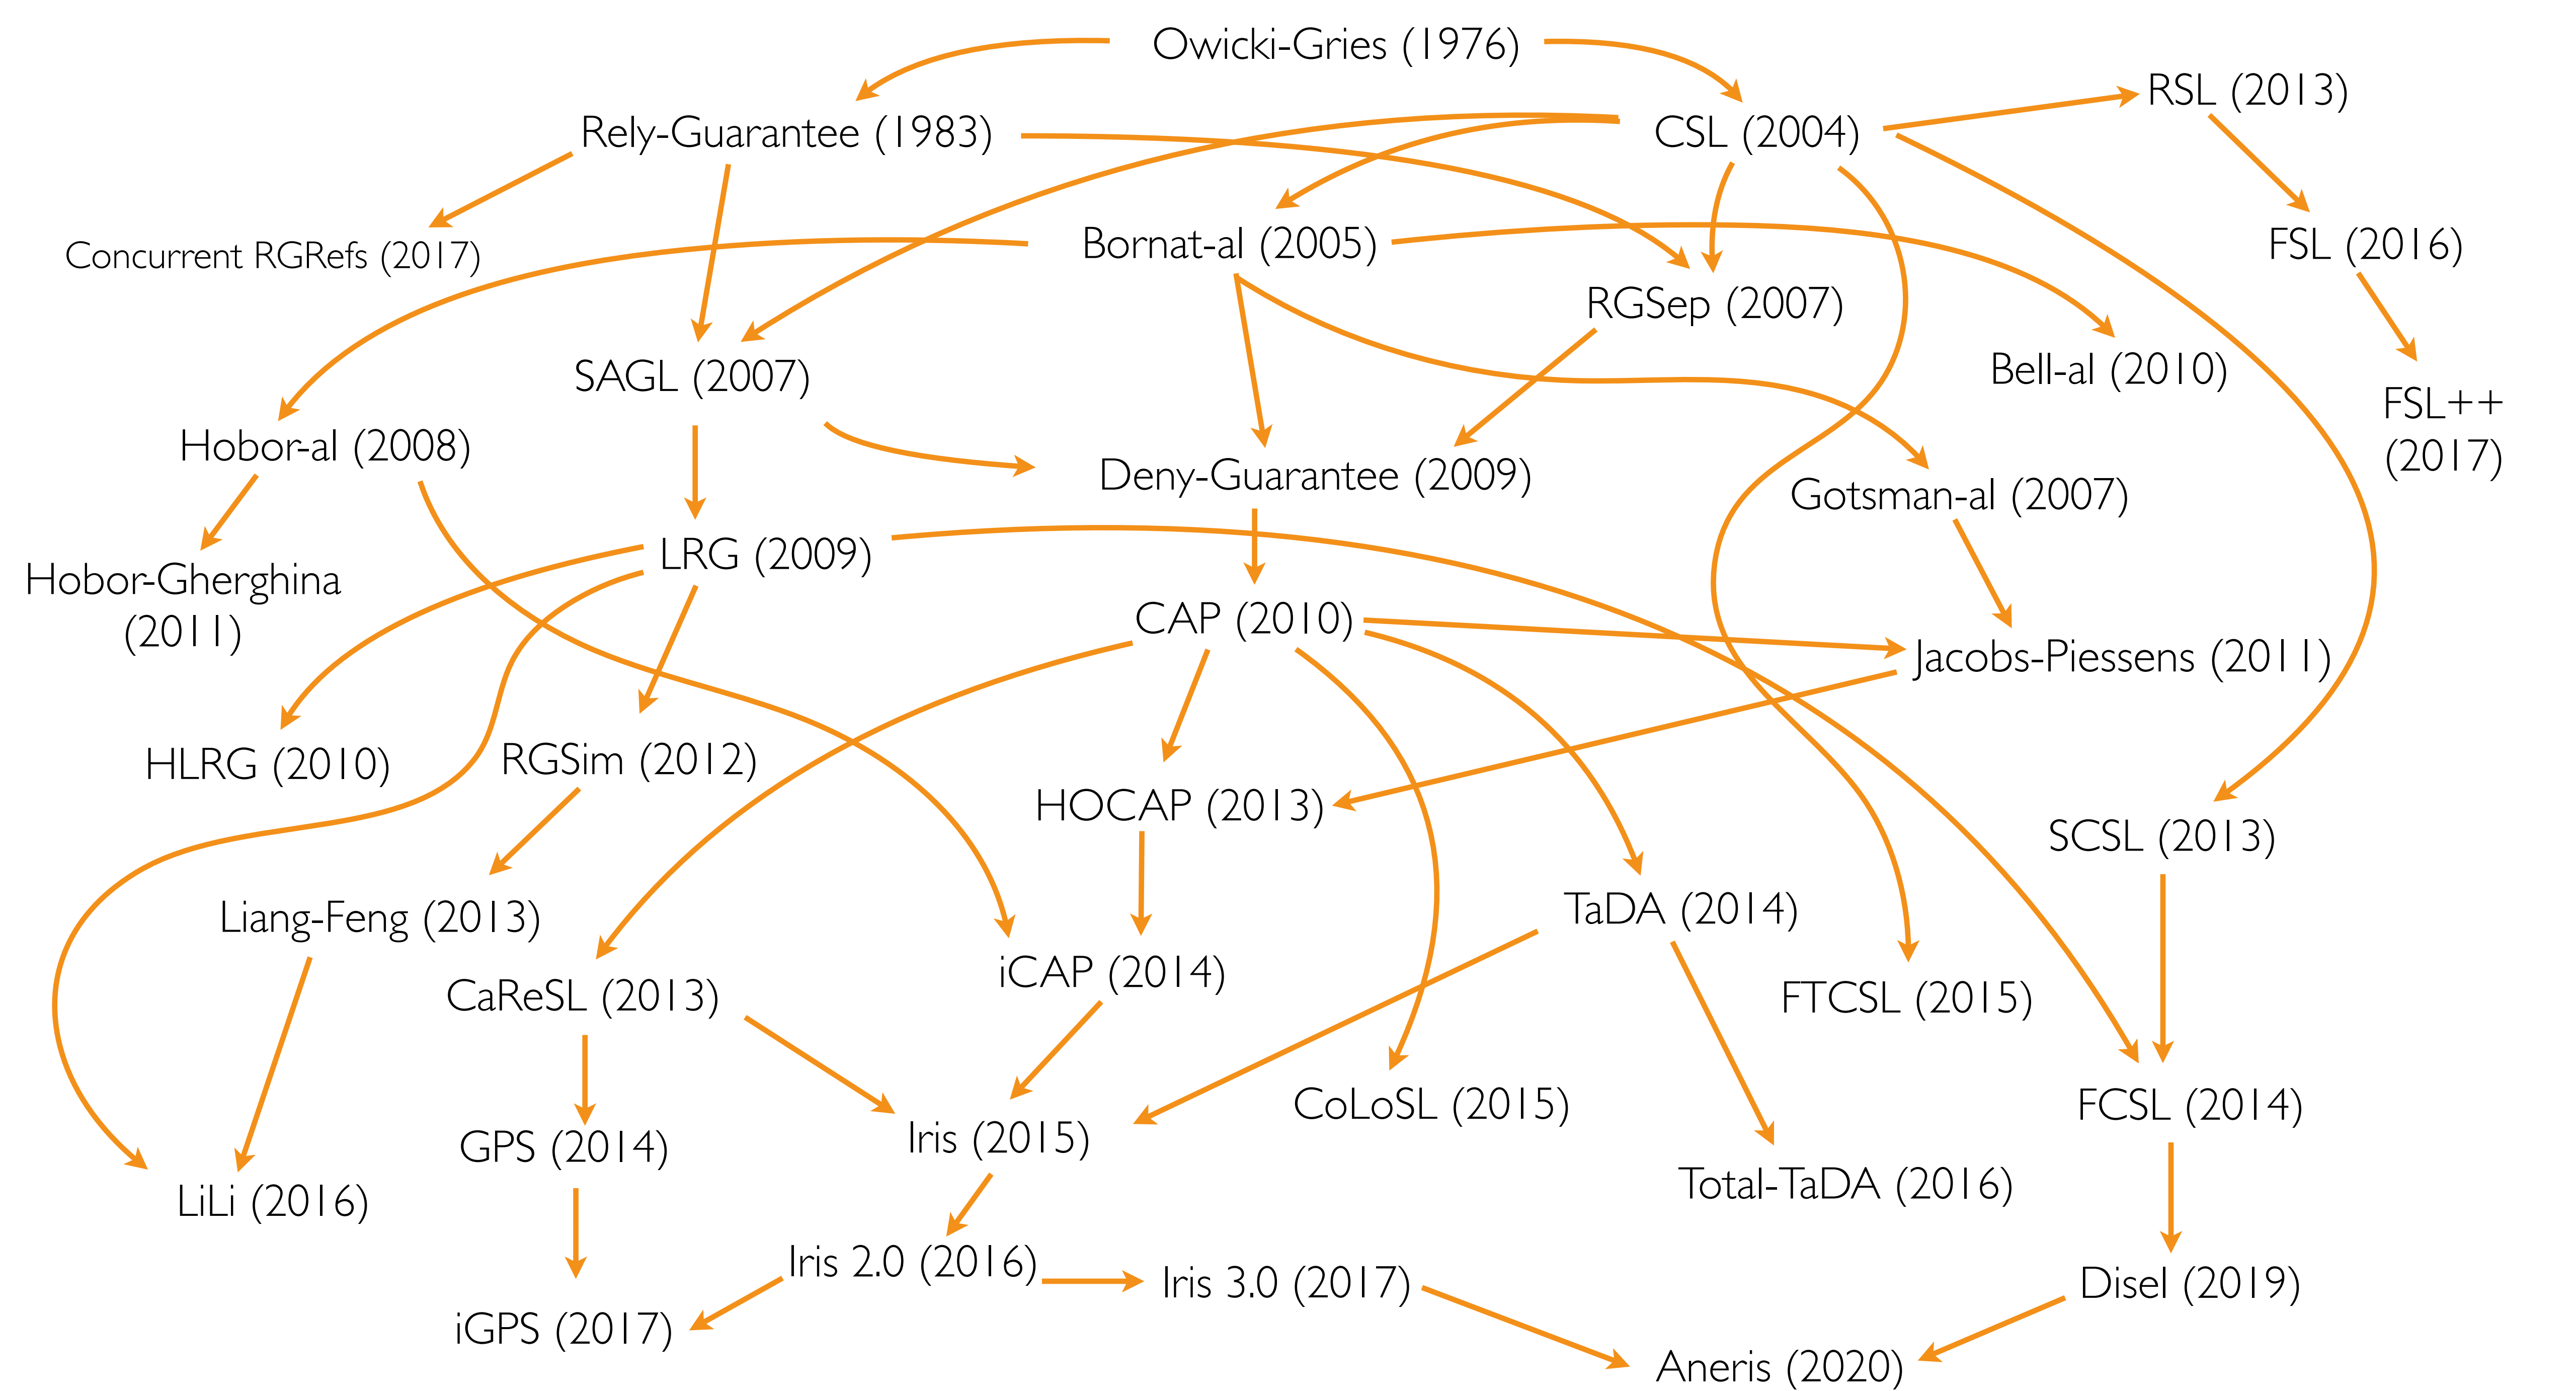 Owicki-Gries (1976)
RSL (2013)
Rely-Guarantee (1983)
CSL (2004)
Concurrent RGRefs (2017)
Bornat-al (2005)
FSL (2016)
RGSep (2007)
SAGL (2007)
Bell-al (2010)
FSL++
(2017)
Hobor-al (2008)
Deny-Guarantee (2009)
Gotsman-al (2007)
LRG (2009)
Hobor-Gherghina
(2011)
CAP (2010)
Jacobs-Piessens (2011)
HLRG (2010)
RGSim (2012)
HOCAP (2013)
SCSL (2013)
Liang-Feng (2013)
TaDA (2014)
iCAP (2014)
CaReSL (2013)
FTCSL (2015)
CoLoSL (2015)
FCSL (2014)
Iris (2015)
GPS (2014)
Total-TaDA (2016)
LiLi (2016)
Iris 2.0 (2016)
Iris 3.0 (2017)
Disel (2019)
iGPS (2017)
Aneris (2020)